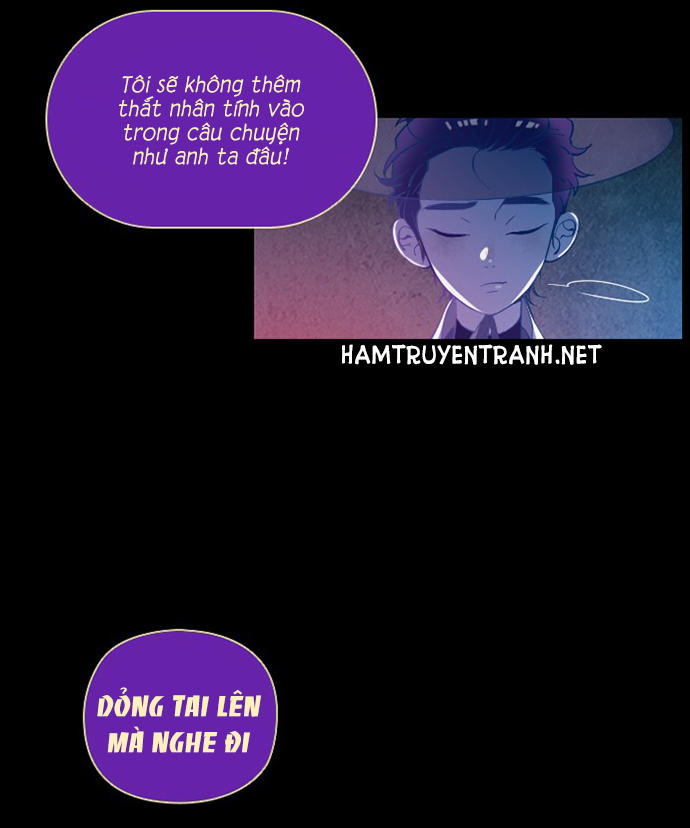 Tôi sẽ không thêm
thất nhân tính vào
trong câu chuyện
như anh ta đâu!
HAMTRUYENTRANH.NET
DỎNG TAI LÊN
MÀ NGHE ĐI